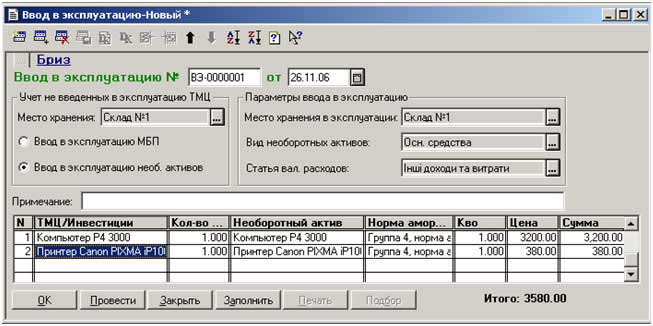 Ввод в эксплуатацию-Новый *
... Бриз
Ввод в эксплуатацию № ВЭ-0000001 от 26.11.06
Учет не введенных в эксплуатацию ТМЦ Параметры ввода в эксплуатацию
Место хранения: Склад №1 ... Место хранения в эксплуатации: Склад №1 ...
Ввод в эксплуатацию МБП Вид необоротных активов: Осн. средства ...
Ввод в эксплуатацию необ. активов Статья вал. расходов: Інші доходи та витрати ...
Примечание:
N ТМЦ/Инвестиции Кол-во ... Необоротный актив Норма амор... Кво Цена Сумма
1 Компьютер P4 3000 1.000 Компьютер P4 3000 Группа 4, норма а 1.000 3200.00 3,200.00
2 Принтер Canon PIXMA iP10 1.000 Принтер Canon PIXMA iP10 Группа 4, норма а 1.000 380.00 380.00
OK Провести Закрыть Заполнить Печать Подбор Итого: 3580.00